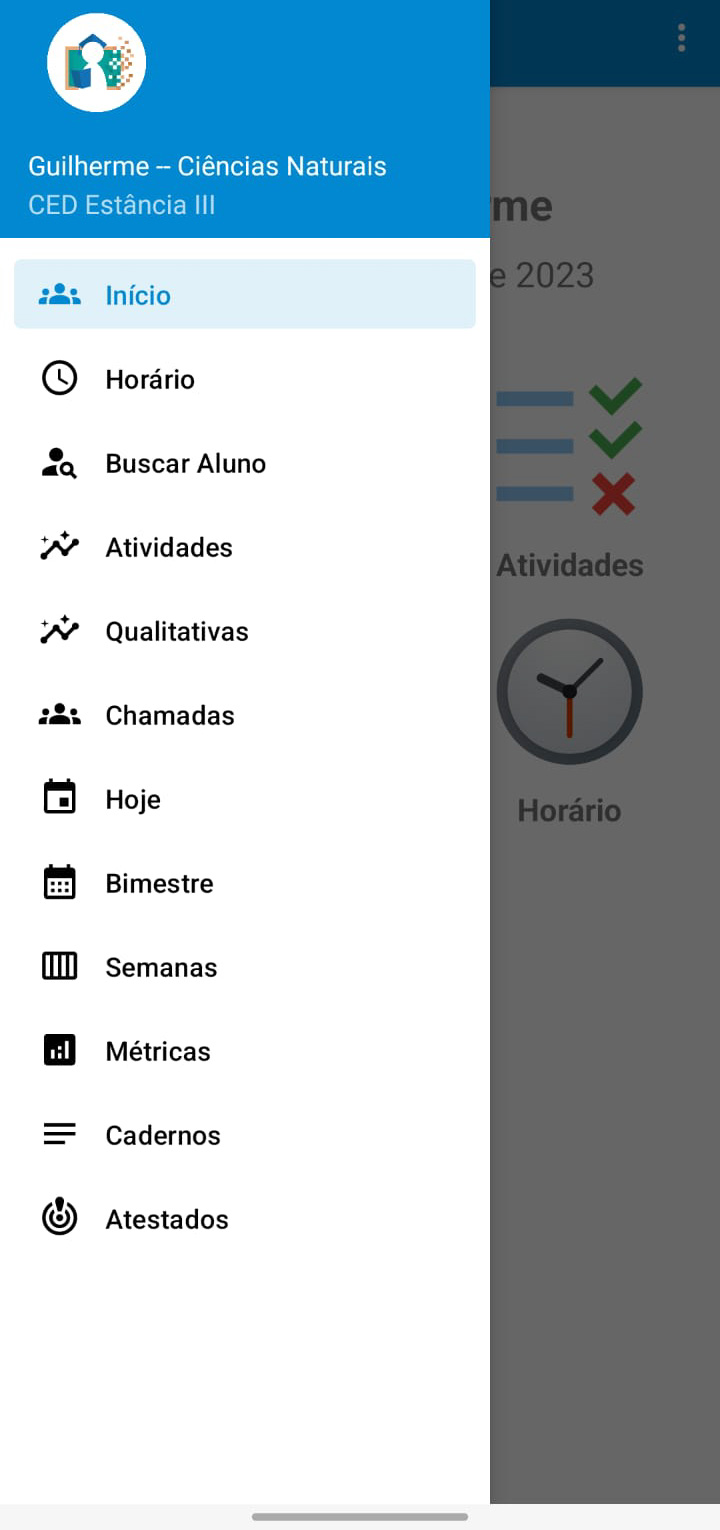 Guilherme -- Ciências Naturais
CED Estância III
Início
Horário
Buscar Aluno
Atividades
Qualitativas
Chamadas
Hoje
Bimestre
Semanas
Métricas
Cadernos
Atestados
rme
e 2023
Atividades
Horário